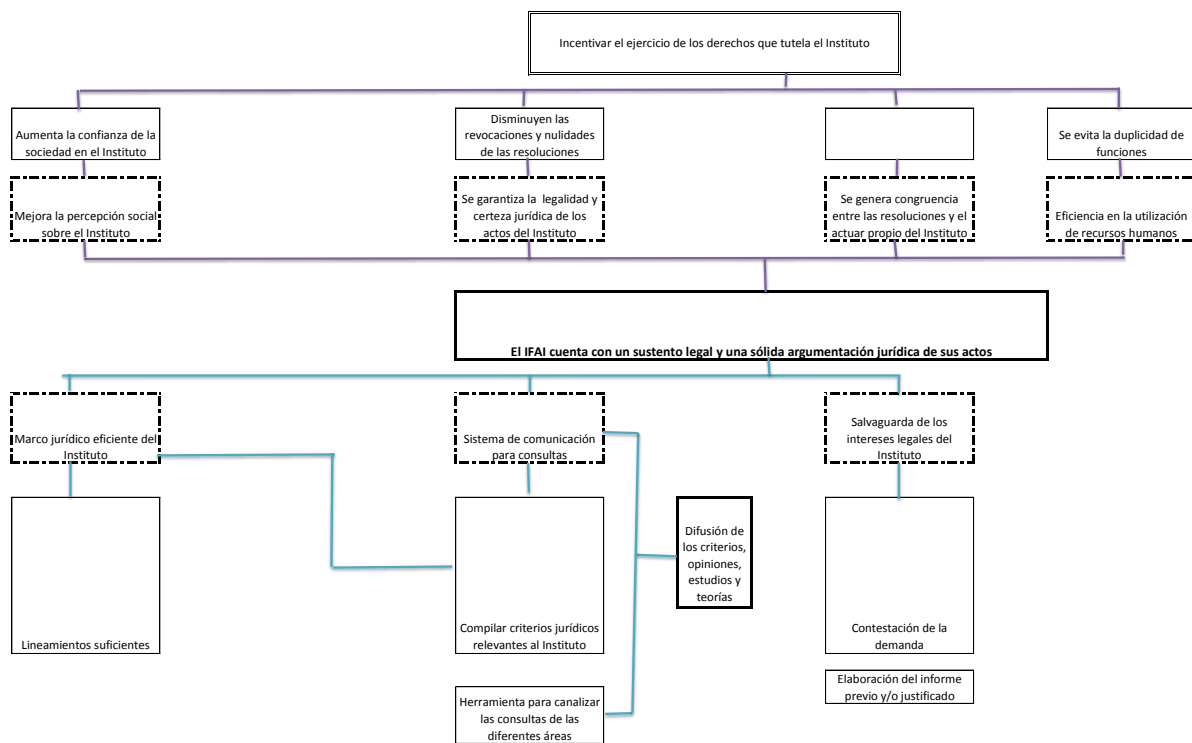 Incentivar el ejercicio de los derechos que tutela el Instituto
Aumenta la confianza de la
sociedad en el Instituto
Disminuyen las
revocaciones y nulidades
de las resoluciones
Se evita la duplicidad de
funciones
Mejora la percepción social
sobre el Instituto
Se garantiza la legalidad y
certeza jurídica de los
actos del Instituto
Se genera congruencia
entre las resoluciones y el
actuar propio del Instituto
Eficiencia en la utilización
de recursos humanos
El IFAI cuenta con un sustento legal y una sólida argumentación jurídica de sus actos
Marco jurídico eficiente del
Instituto
Sistema de comunicación
para consultas
Salvaguarda de los
intereses legales del
Instituto
Lineamientos suficientes
Compilar criterios jurídicos
relevantes al Instituto
Difusión de
los criterios,
opiniones,
estudios y
teorías
Contestación de la
demanda
Herramienta para canalizar
las consultas de las
diferentes áreas
Elaboración del informe
previo y/o justificado